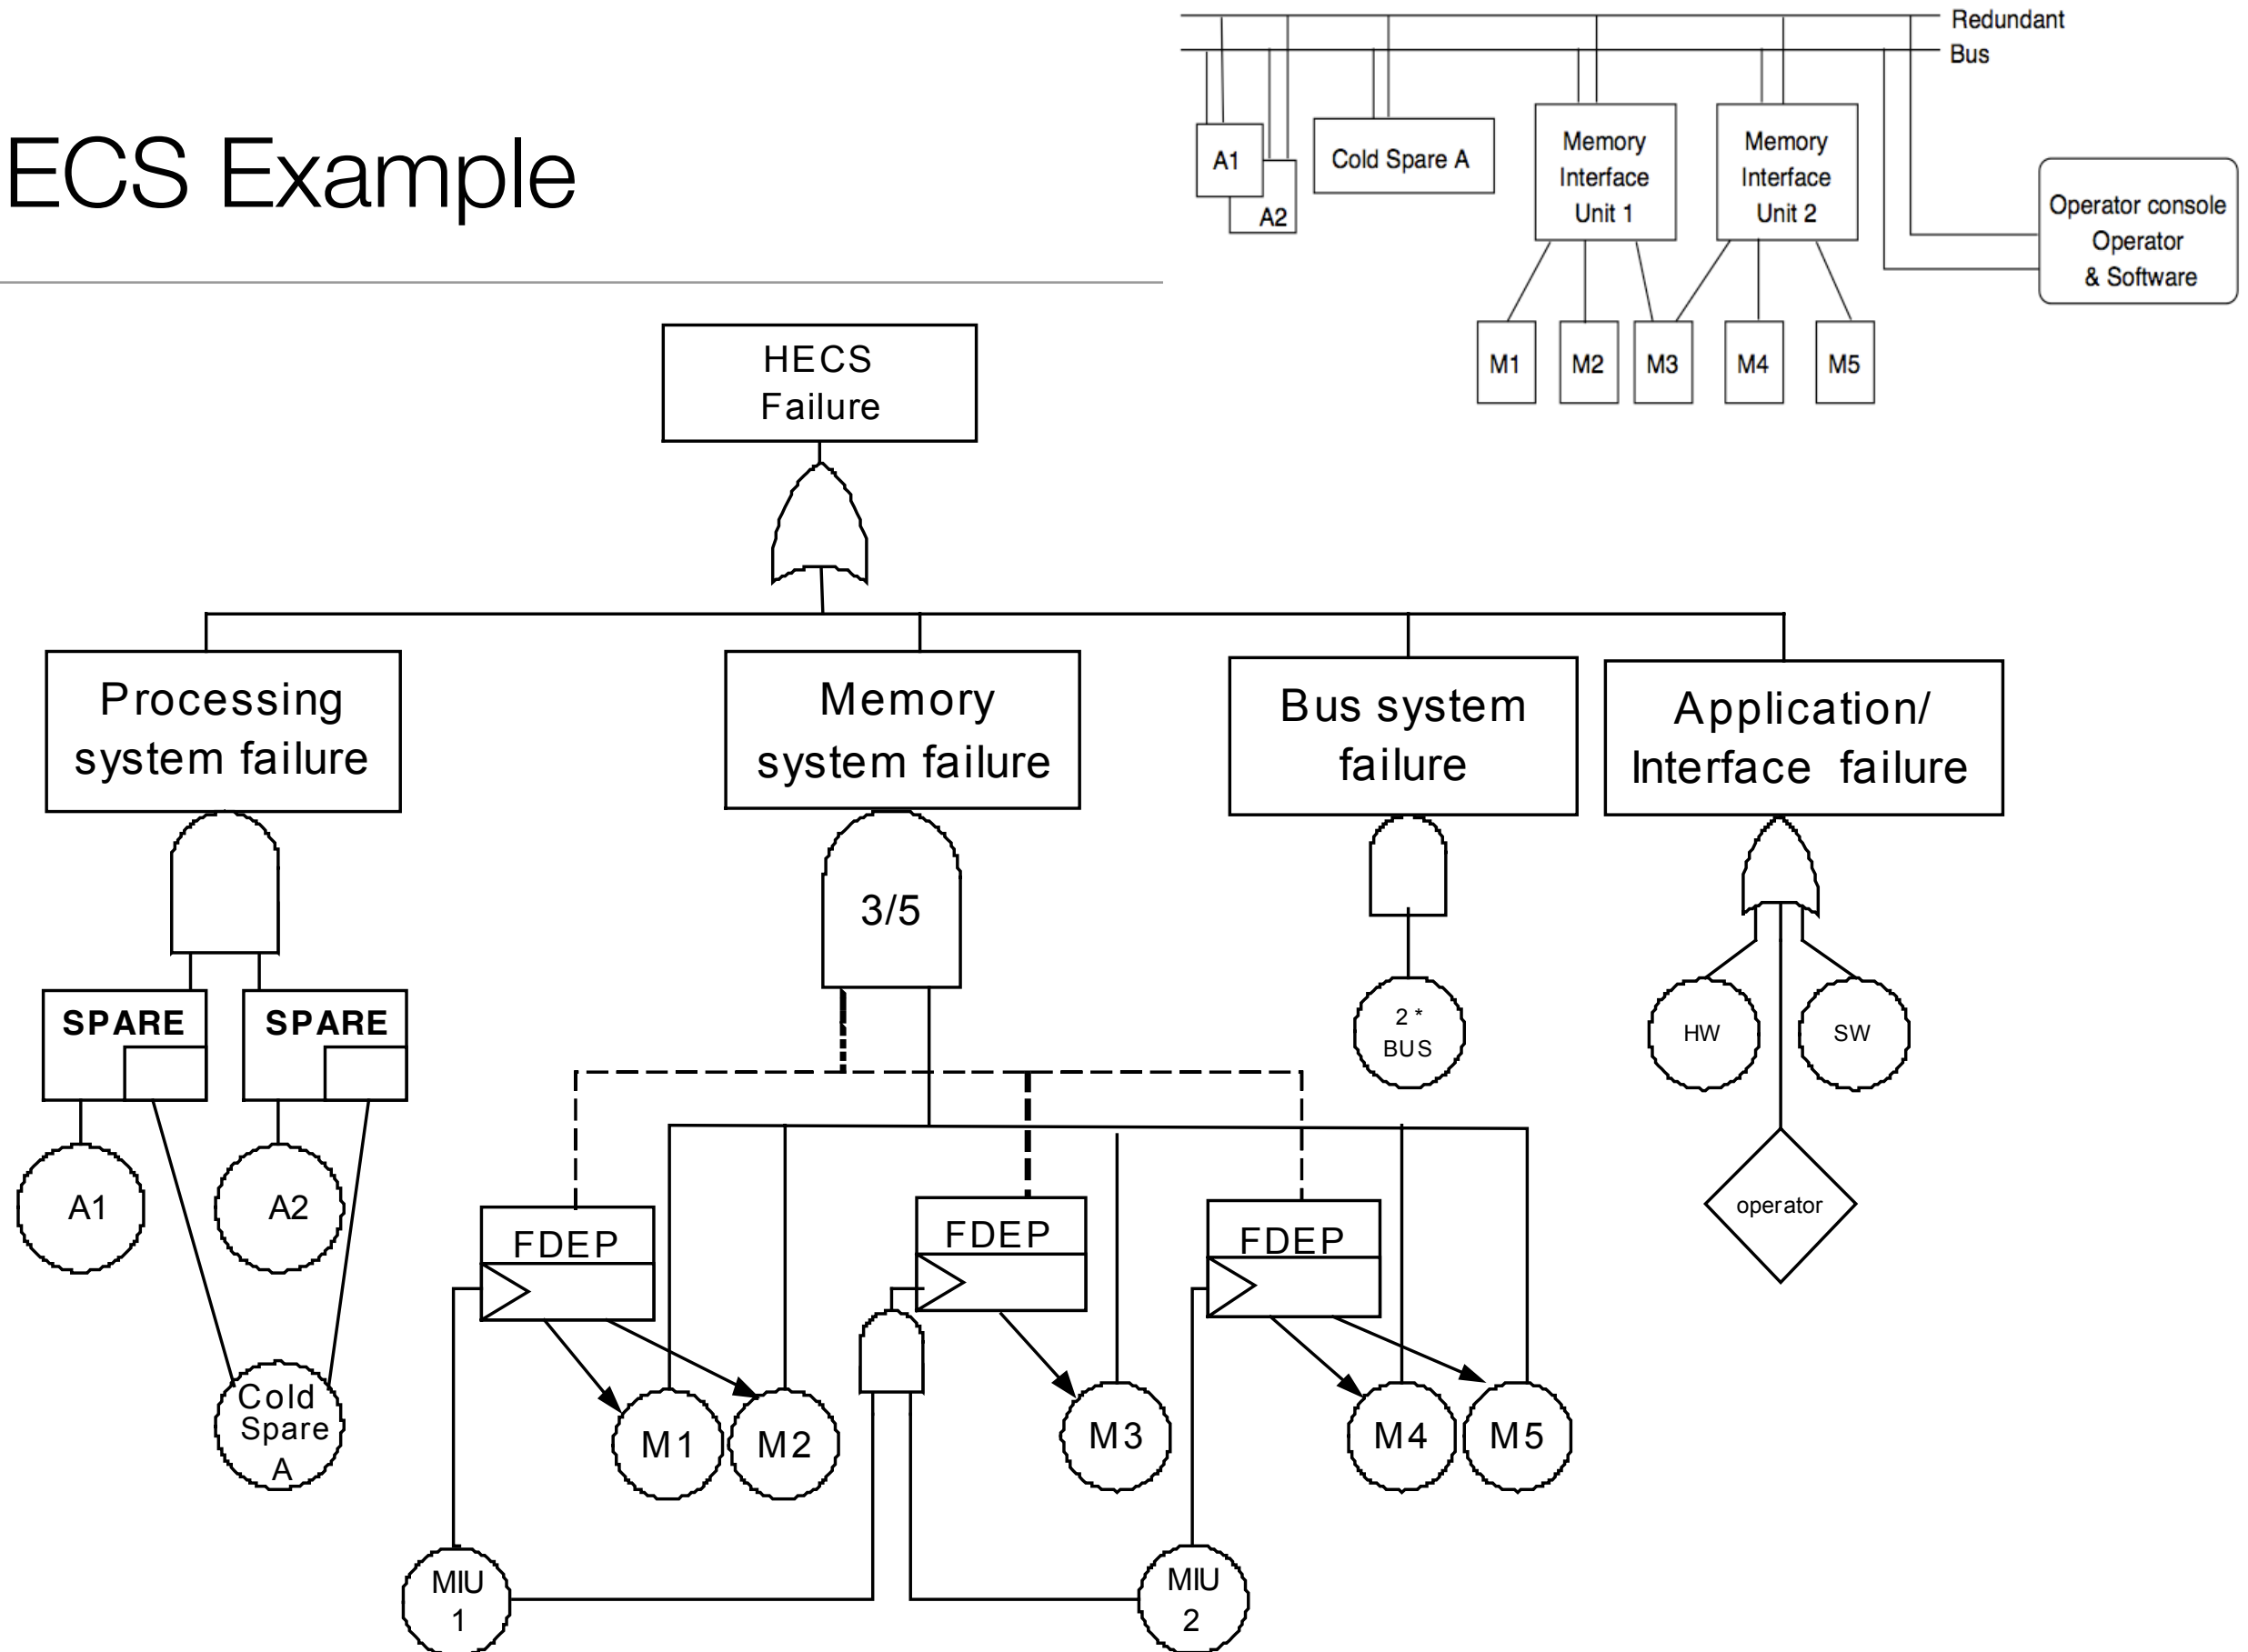 ECS Example
Redundant
Bus
A1
A2
Cold Spare A
Memory
Interface
Unit 1
Memory
Interface
Unit 2
Operator console
Operator
& Software
M1
M2
M3
M4
M5
HECS
Failure
Processing
system failure
Memory
system failure
Bus system
failure
Application/
Interface failure
3/5
SPARE
SPARE
2 *
BUS
HW
SW
A1
A2
operator
FDEP
FDEP
FDEP
Cold
Spare
A
M1
M2
M3
M4
M5
MIU
1
MIU
2